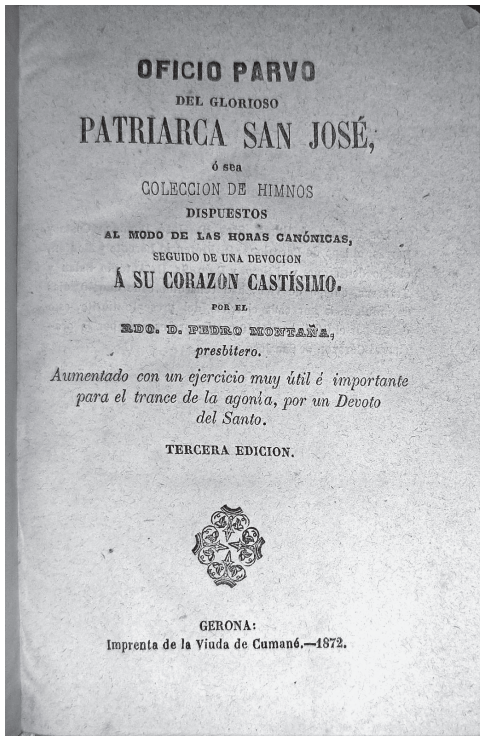 OFICIO PARVO
DEL GLORIOSO
PATRIARCA SAN JOSÉ,
ó sea
COLECCION DE HIMNOS
DISPUESTOS
AL MODO DE LAS HORAS CANÓNICAS,
SEGUIDO DE UNA DEVOCION
Á SU CORAZON CASTÍSIMO.
POR EL
RDO. D. PEDRO MONTAÑA,
presbitero.
Aumentado con un ejercicio muy útil é importante
para el trance de la agonía, por un Devoto
del Santo.
TERCERA EDICION.
GERONA:
Imprenta de la Viuda de Cumané.—1872.